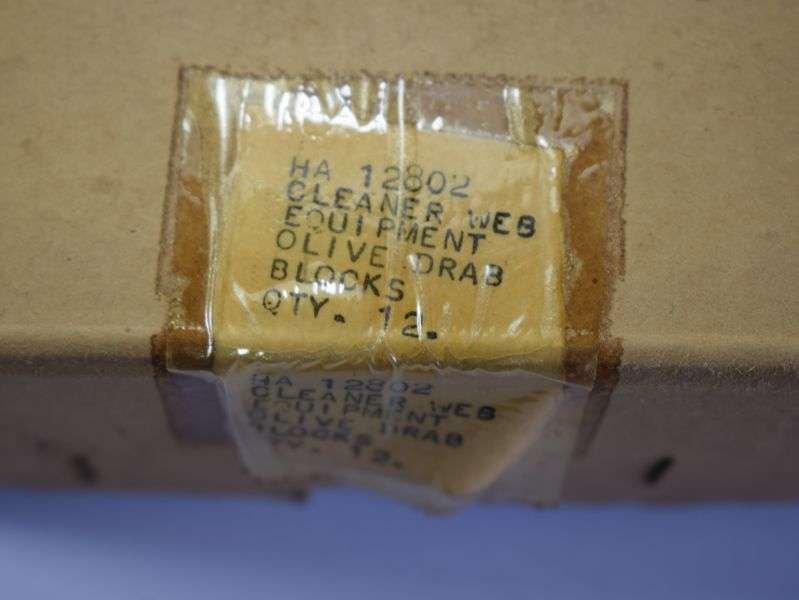 HA 12802
CLEANER WEB
EQUIPMENT
OLIVE DRAB
BLOCKS
QTY. 12.
HA 12802
CLEANER WEB
EQUIPMENT
OLIVE DRAB
BLOCKS
QTY. 12.